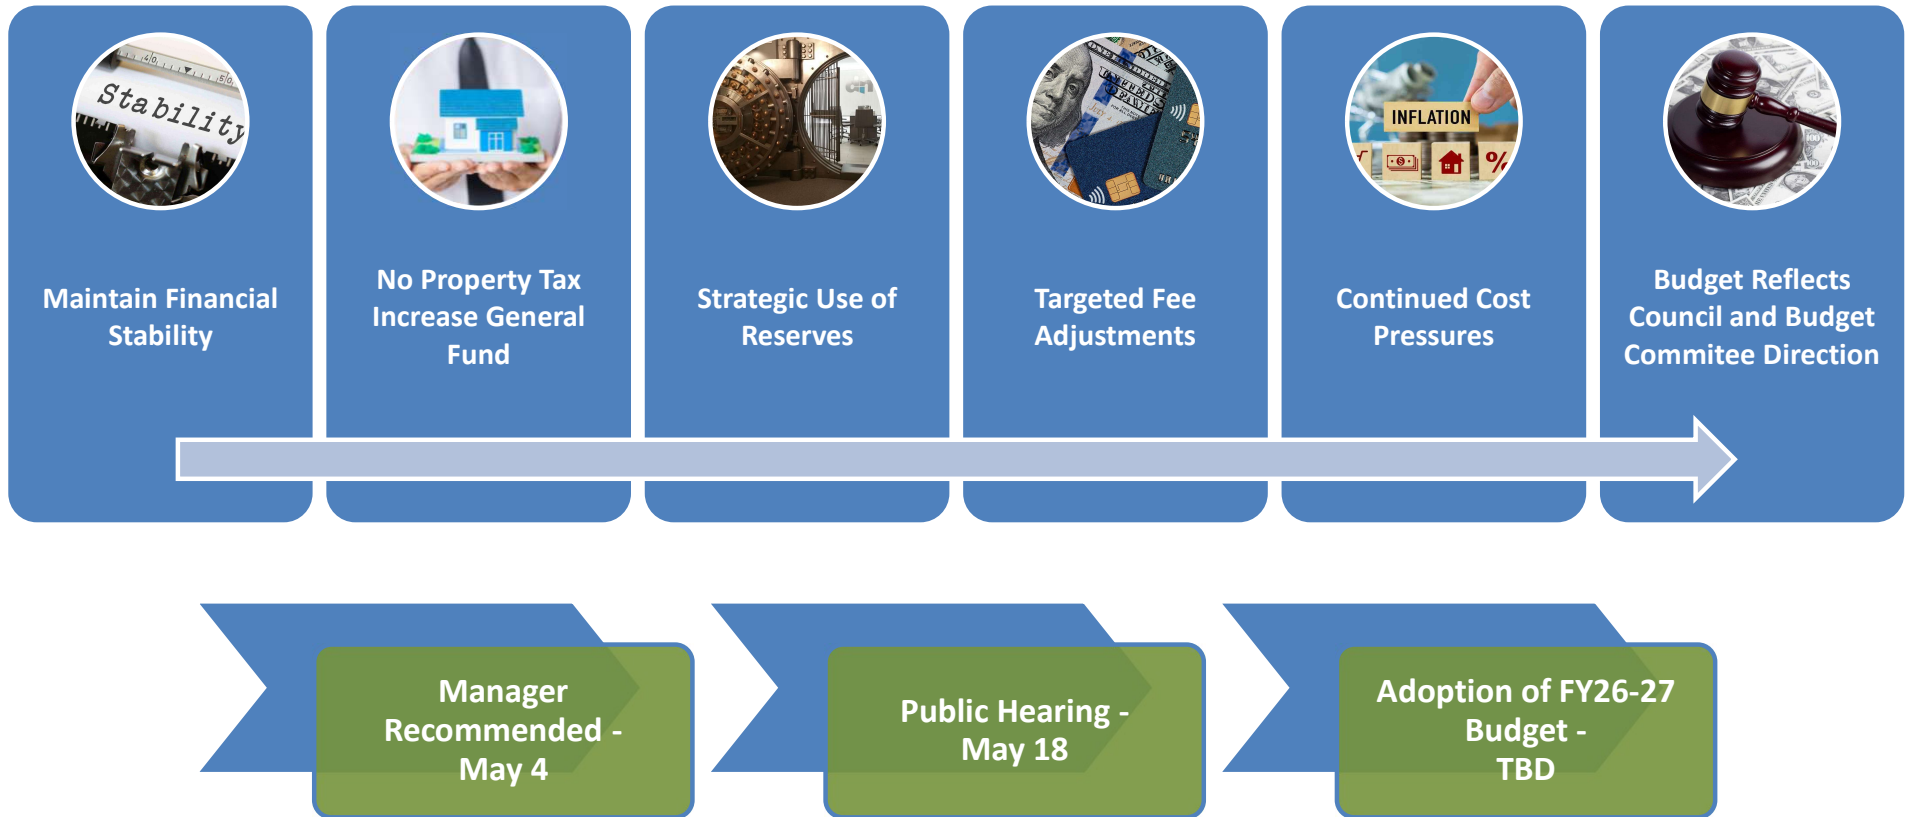 Stability
INFLATION
%
Maintain Financial
Stability
No Property Tax
Increase General
Fund
Strategic Use of
Reserves
Targeted Fee
Adjustments
Continued Cost
Pressures
Budget Reflects
Council and Budget
Commitee Direction
Manager
Recommended -
May 4
Public Hearing -
May 18
Adoption of FY26-27
Budget -
TBD